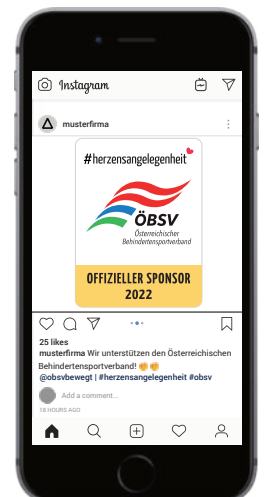 Instagram
musterfirma
#herzensangelegenheit
ÖBSV
Österreichischer
Behindertensportverband
OFFIZIELLER SPONSOR
2022
25 likes
musterfirma Wir unterstützen den Österreichischen
Behindertensportverband! 👊👊
@obsvbewegt | #herzensangelegenheit #obsv
Add a comment...
18 HOURS AGO